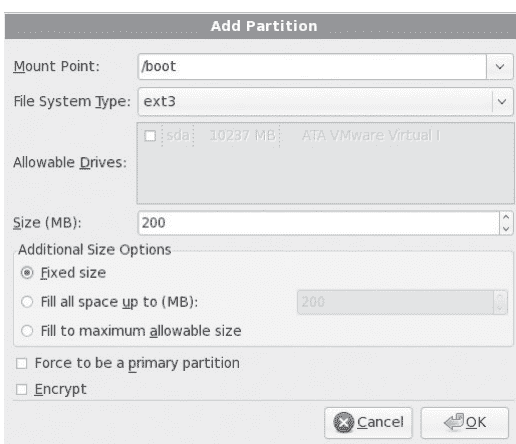 Add Partition
Mount Point: /boot
File System Type: ext3
Allowable Drives:
sda 10237 MB ATA VMware Virtual I
Size (MB): 200
Additional Size Options
Fixed size
Fill all space up to (MB): 200
Fill to maximum allowable size
Force to be a primary partition
Encrypt
Cancel OK